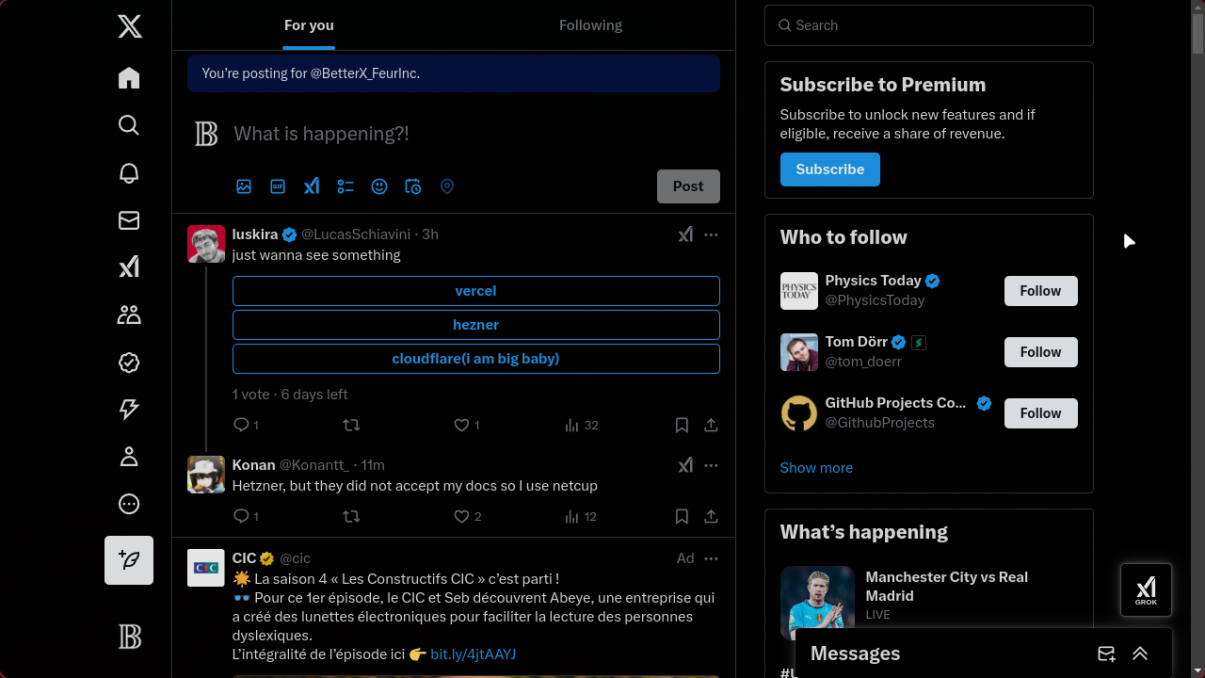 For you
Following
You're posting for @BetterX_FeurInc.
What is happening?!
GIF
Post
luskira @LucasSchiavini · 3h
just wanna see something
vercel
hezner
cloudflare(i am big baby)
1 vote · 6 days left
1
1
32
Konan @Konantt_ · 11m
Hetzner, but they did not accept my docs so I use netcup
1
2
12
CIC @cic
Ad
CIC
🌟 La saison 4 « Les Constructifs CIC » c'est parti !
👓 Pour ce 1er épisode, le CIC et Seb découvrent Abeye, une entreprise qui
a créé des lunettes électroniques pour faciliter la lecture des personnes
dyslexiques.
L'intégralité de l'épisode ici 👉 bit.ly/4jtAAYJ
Search
Subscribe to Premium
Subscribe to unlock new features and if
eligible, receive a share of revenue.
Subscribe
Who to follow
PHYSICS
TODAY
Physics Today
@PhysicsToday
Follow
Tom Dörr
@tom_doerr
Follow
GitHub Projects Co...
@GithubProjects
Follow
Show more
What's happening
Manchester City vs Real
Madrid
LIVE
GROK
Messages